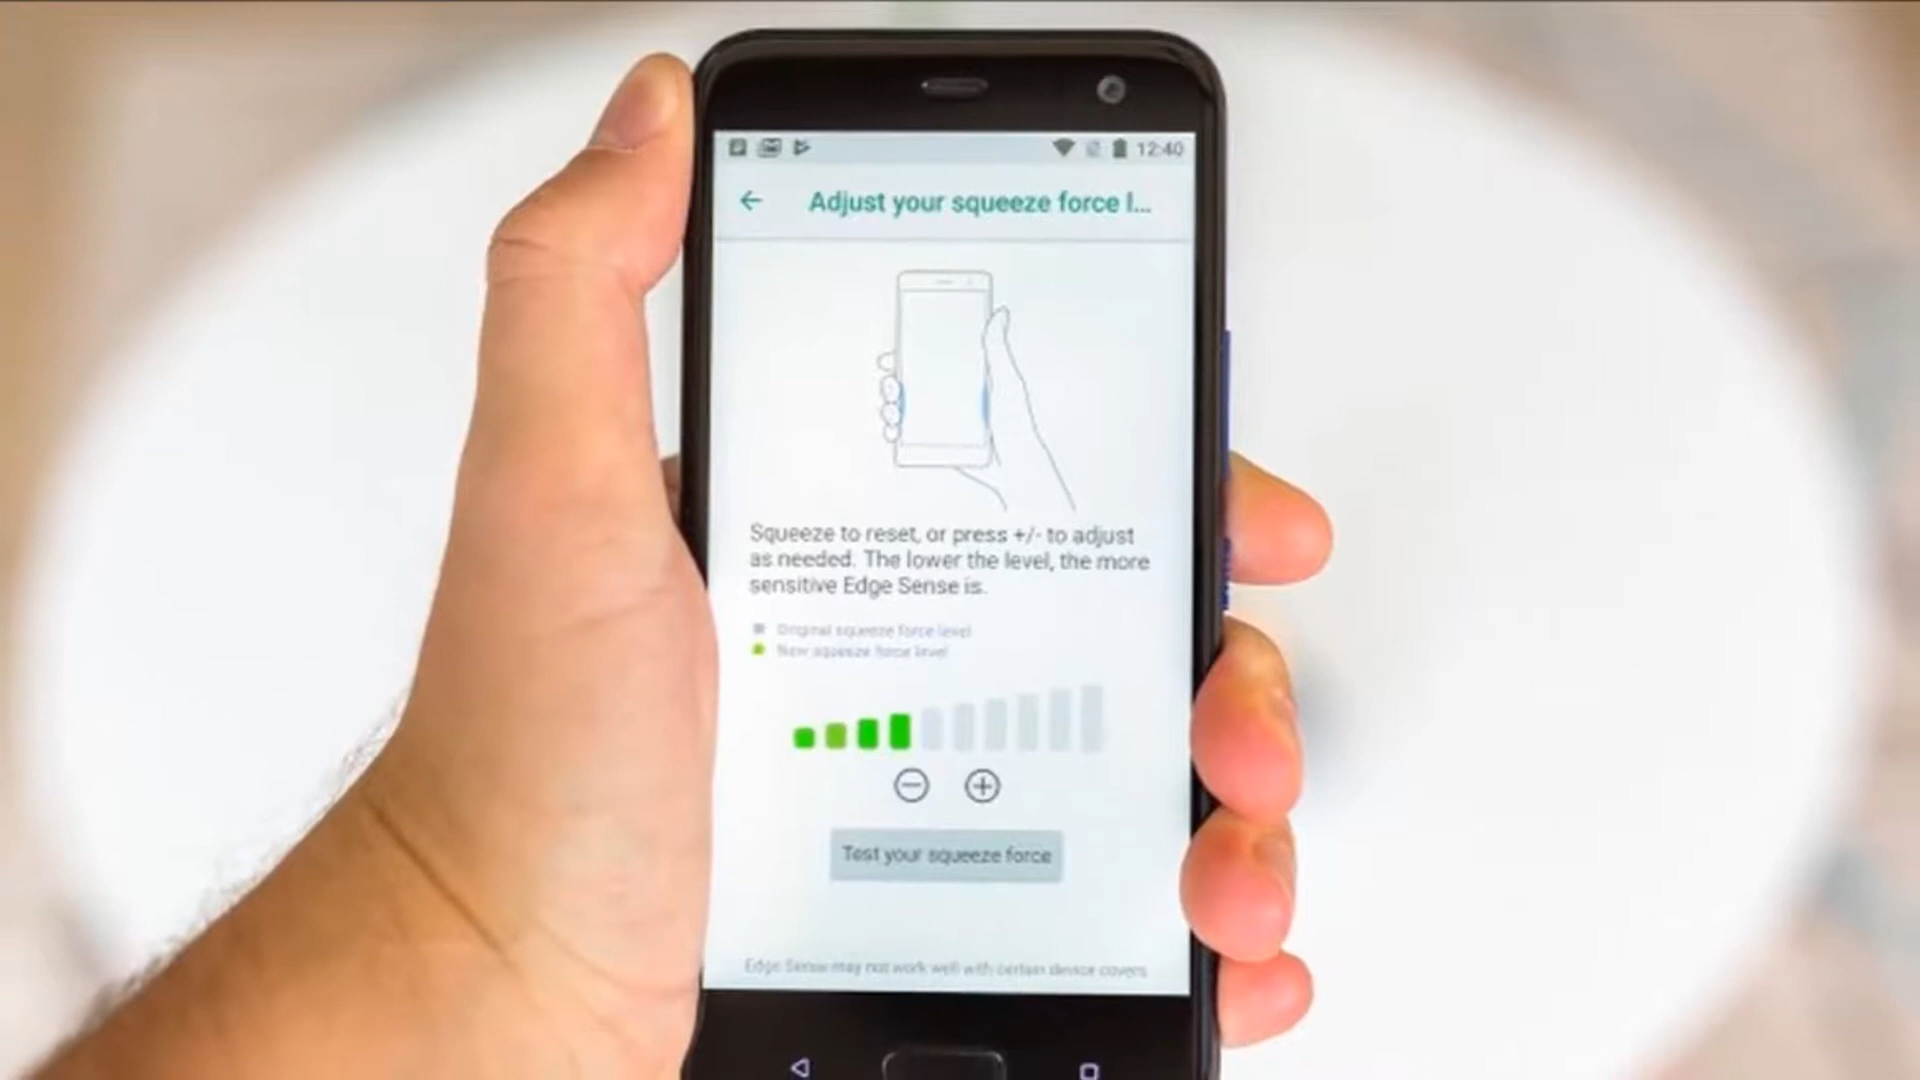 12:40
Adjust your squeeze force l...
Squeeze to reset, or press +/- to adjust
as needed. The lower the level, the more
sensitive Edge Sense is.
Original squeeze force level
New squeeze force level
Test your squeeze force
Edge Sense may not work well with certain device covers